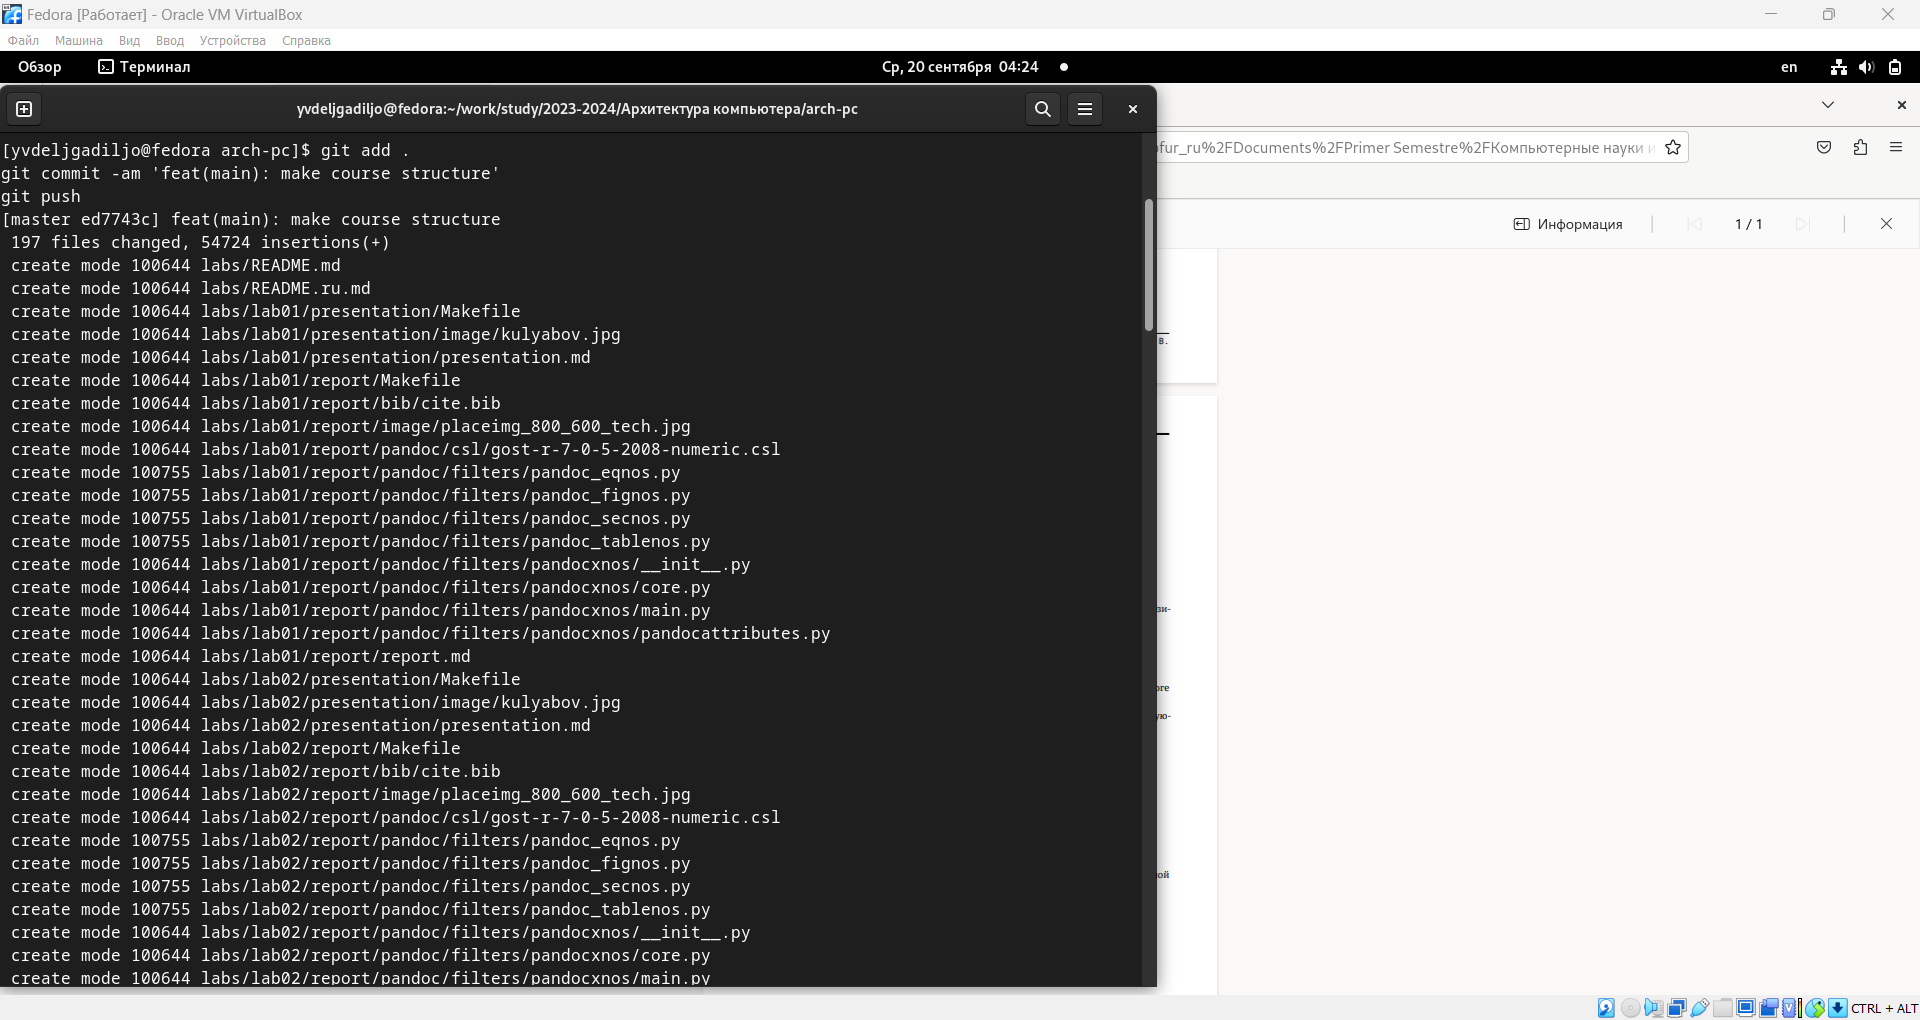 Fedora [Работает] - Oracle VM VirtualBox
Файл Машина Вид Ввод Устройства Справка
Обзор Терминал Ср, 20 сентября 04:24 en
yvdeljgadiljo@fedora:~/work/study/2023-2024/Архитектура компьютера/arch-pc
ofur_ru%2FDocuments%2FPrimer Semestre%2FКомпьютерные науки и
Информация 1 / 1
[yvdeljgadiljo@fedora arch-pc]$ git add .
git commit -am 'feat(main): make course structure'
git push
[master ed7743c] feat(main): make course structure
197 files changed, 54724 insertions(+)
create mode 100644 labs/README.md
create mode 100644 labs/README.ru.md
create mode 100644 labs/lab01/presentation/Makefile
create mode 100644 labs/lab01/presentation/image/kulyabov.jpg
create mode 100644 labs/lab01/presentation/presentation.md
create mode 100644 labs/lab01/report/Makefile
create mode 100644 labs/lab01/report/bib/cite.bib
create mode 100644 labs/lab01/report/image/placeimg_800_600_tech.jpg
create mode 100644 labs/lab01/report/pandoc/csl/gost-r-7-0-5-2008-numeric.csl
create mode 100755 labs/lab01/report/pandoc/filters/pandoc_eqnos.py
create mode 100755 labs/lab01/report/pandoc/filters/pandoc_fignos.py
create mode 100755 labs/lab01/report/pandoc/filters/pandoc_secnos.py
create mode 100755 labs/lab01/report/pandoc/filters/pandoc_tablenos.py
create mode 100644 labs/lab01/report/pandoc/filters/pandocxnos/__init__.py
create mode 100644 labs/lab01/report/pandoc/filters/pandocxnos/core.py
create mode 100644 labs/lab01/report/pandoc/filters/pandocxnos/main.py
create mode 100644 labs/lab01/report/pandoc/filters/pandocxnos/pandocattributes.py
create mode 100644 labs/lab01/report/report.md
create mode 100644 labs/lab02/presentation/Makefile
create mode 100644 labs/lab02/presentation/image/kulyabov.jpg
create mode 100644 labs/lab02/presentation/presentation.md
create mode 100644 labs/lab02/report/Makefile
create mode 100644 labs/lab02/report/bib/cite.bib
create mode 100644 labs/lab02/report/image/placeimg_800_600_tech.jpg
create mode 100644 labs/lab02/report/pandoc/csl/gost-r-7-0-5-2008-numeric.csl
create mode 100755 labs/lab02/report/pandoc/filters/pandoc_eqnos.py
create mode 100755 labs/lab02/report/pandoc/filters/pandoc_fignos.py
create mode 100755 labs/lab02/report/pandoc/filters/pandoc_secnos.py
create mode 100755 labs/lab02/report/pandoc/filters/pandoc_tablenos.py
create mode 100644 labs/lab02/report/pandoc/filters/pandocxnos/__init__.py
create mode 100644 labs/lab02/report/pandoc/filters/pandocxnos/core.py
create mode 100644 labs/lab02/report/pandoc/filters/pandocxnos/main.py
в.
зи-
оге
ую-
ой
CTRL + ALT